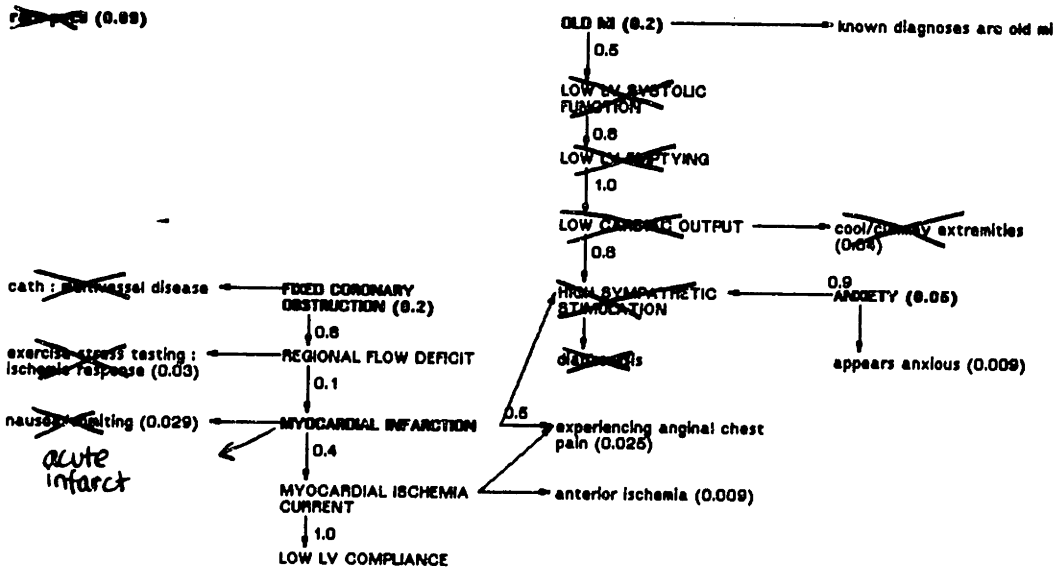 (0.09)
OLD MI (0.2)
known diagnoses are old mi
0.5
LOW LV SYSTOLIC
FUNCTION
0.8
LOW LV EMPTYING
1.0
LOW CARDIAC OUTPUT
cool/clammy extremities
(0.84)
0.8
cath : multivessel disease
FIXED CORONARY
OBSTRUCTION (0.2)
HIGH SYMPATHETIC
STIMULATION
0.9
ANXIETY (0.05)
0.8
exercise stress testing :
ischemic response (0.03)
REGIONAL FLOW DEFICIT
diaphoresis
appears anxious (0.009)
0.1
nausea/vomiting (0.029)
MYOCARDIAL INFARCTION
0.5
experiencing anginal chest
pain (0.025)
acute
infarct
0.4
MYOCARDIAL ISCHEMIA
CURRENT
anterior ischemia (0.009)
1.0
LOW LV COMPLIANCE